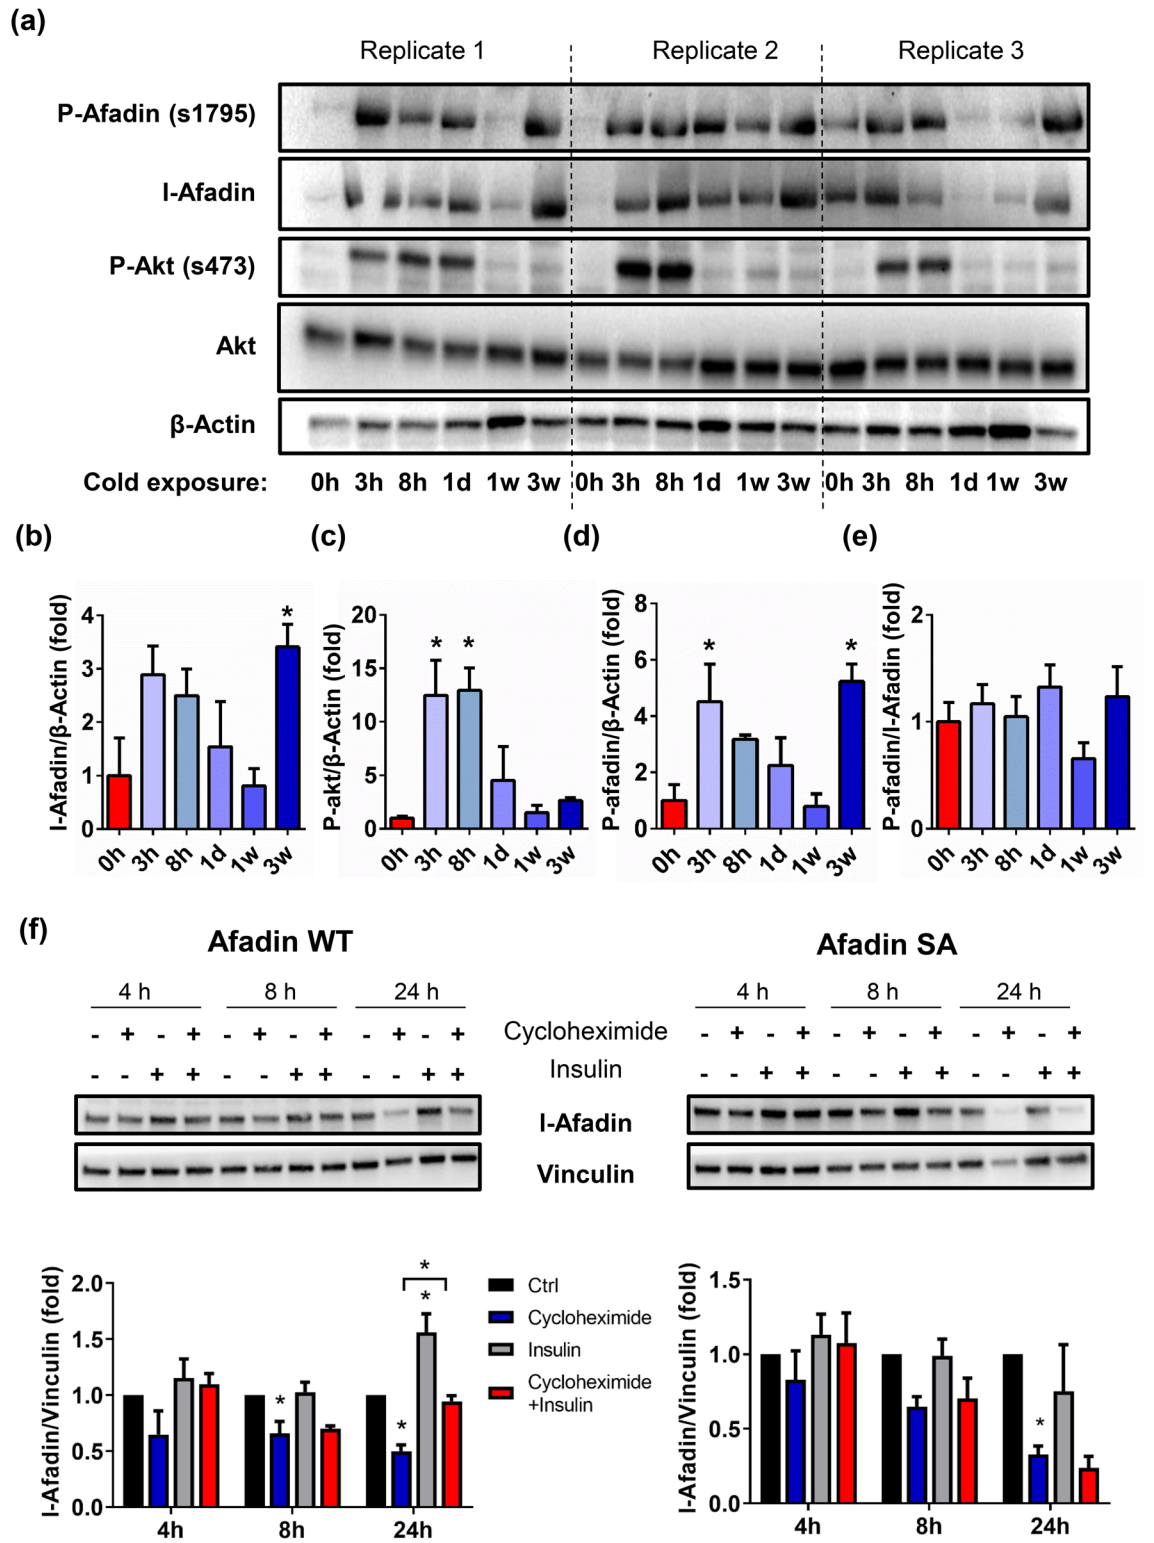 (a)
Replicate 1 Replicate 2 Replicate 3
P-Afadin (s1795)
l-Afadin
P-Akt (s473)
Akt
β-Actin
Cold exposure: 0h 3h 8h 1d 1w 3w 0h 3h 8h 1d 1w 3w 0h 3h 8h 1d 1w 3w
(b) (c) (d) (e)
l-Afadin/β-Actin (fold)
4
3
2
1
0
*
0h 3h 8h 1d 1w 3w
P-akt/β-Actin (fold)
20
15
10
5
0
* *
0h 3h 8h 1d 1w 3w
P-afadin/β-Actin (fold)
8
6
4
2
0
* *
0h 3h 8h 1d 1w 3w
P-afadin/l-Afadin (fold)
2
1
0
0h 3h 8h 1d 1w 3w
(f)
Afadin WT Afadin SA
4 h 8 h 24 h 4 h 8 h 24 h
- + - + - + - + - + - + Cycloheximide - + - + - + - + - + - +
- - + + - - + + - - + + Insulin - - + + - - + + - - + +
l-Afadin
Vinculin
l-Afadin/Vinculin (fold)
2.0
1.5
1.0
0.5
0.0
*
*
* *
4h 8h 24h
Ctrl
Cycloheximide
Insulin
Cycloheximide
+Insulin
l-Afadin/Vinculin (fold)
1.5
1.0
0.5
0.0
*
4h 8h 24h